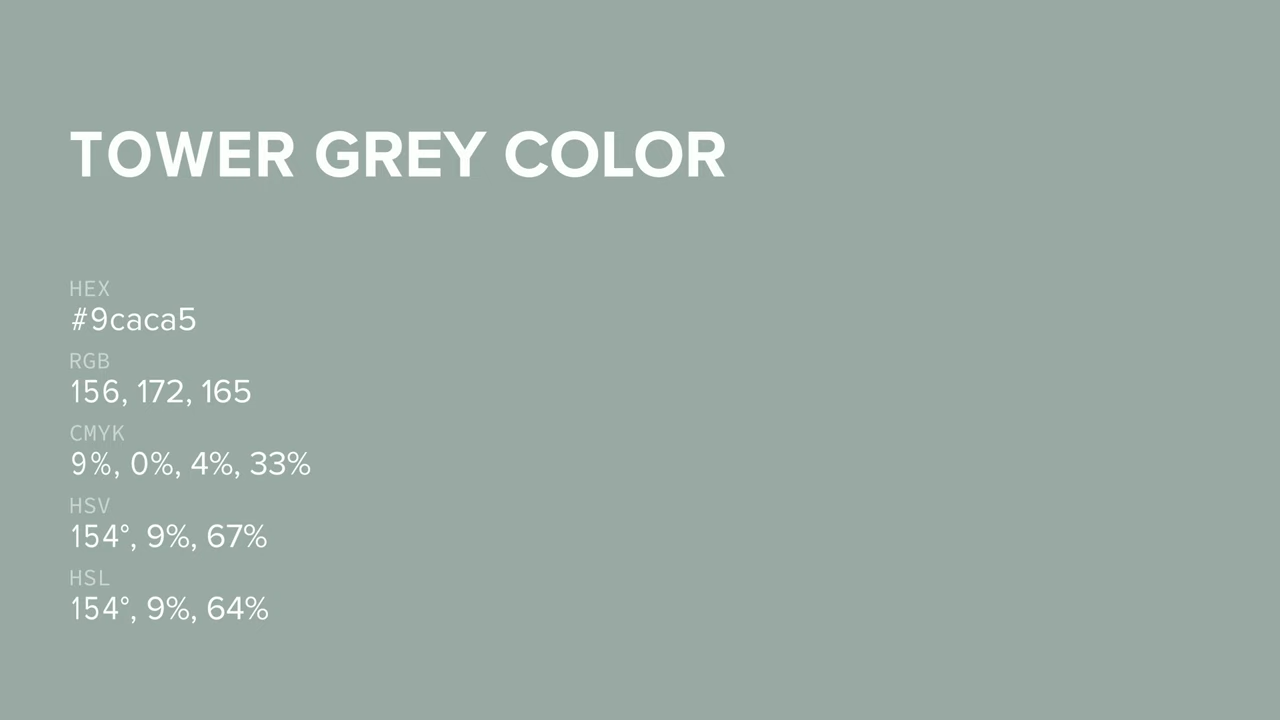 TOWER GREY COLOR
HEX
#9caca5
RGB
156, 172, 165
CMYK
9%, 0%, 4%, 33%
HSV
154°, 9%, 67%
HSL
154°, 9%, 64%